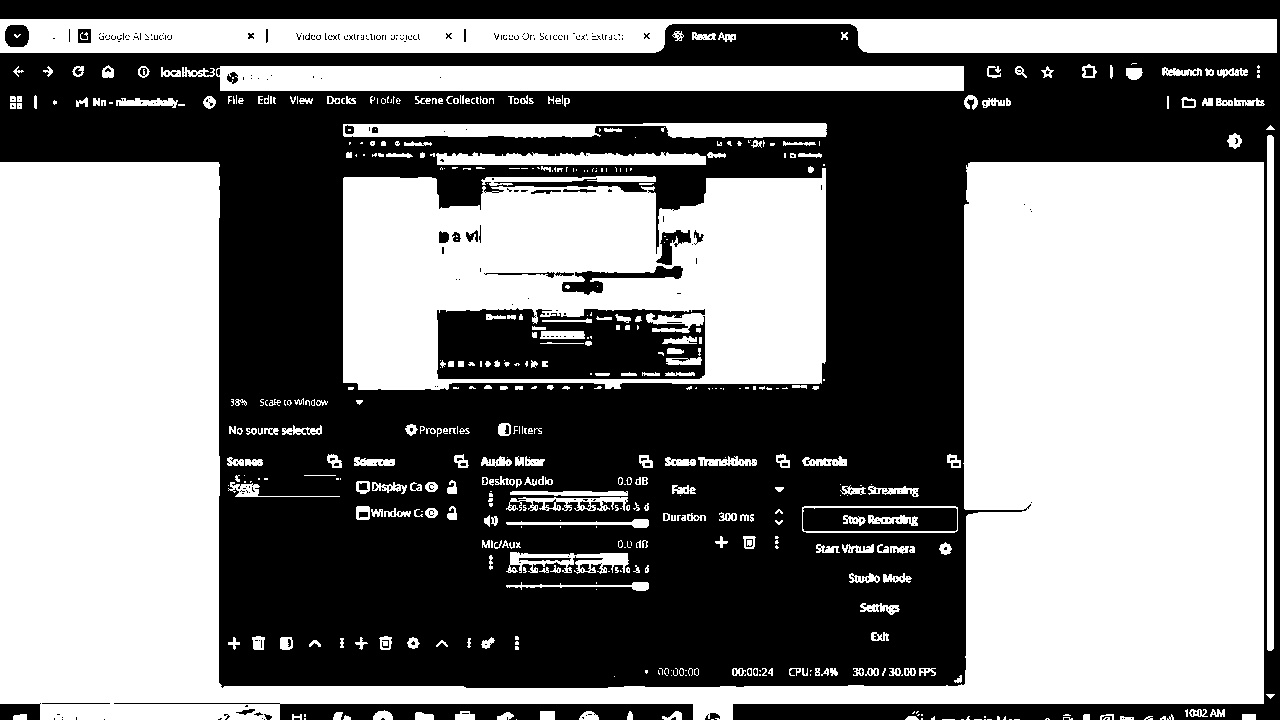 Google AI Studio
Video text extraction project
Video On-Screen Text Extracti
React App
localhost:30
Relaunch to update
github
All Bookmarks
File Edit View Docks Profile Scene Collection Tools Help
38% Scale to Window
No source selected
Properties
Filters
Scenes
Sources
Audio Mixer
Scene Transitions
Controls
Scene
Display Ca
Window Ca
Desktop Audio 0.0 dB
-60 -55 -50 -45 -40 -35 -30 -25 -20 -15 -10 -5 0
Mic/Aux 0.0 dB
-60 -55 -50 -45 -40 -35 -30 -25 -20 -15 -10 -5 0
Fade
Duration 300 ms
Start Streaming
Stop Recording
Start Virtual Camera
Studio Mode
Settings
Exit
00:00:00 00:00:24 CPU: 8.4% 30.00 / 30.00 FPS
10:02 AM